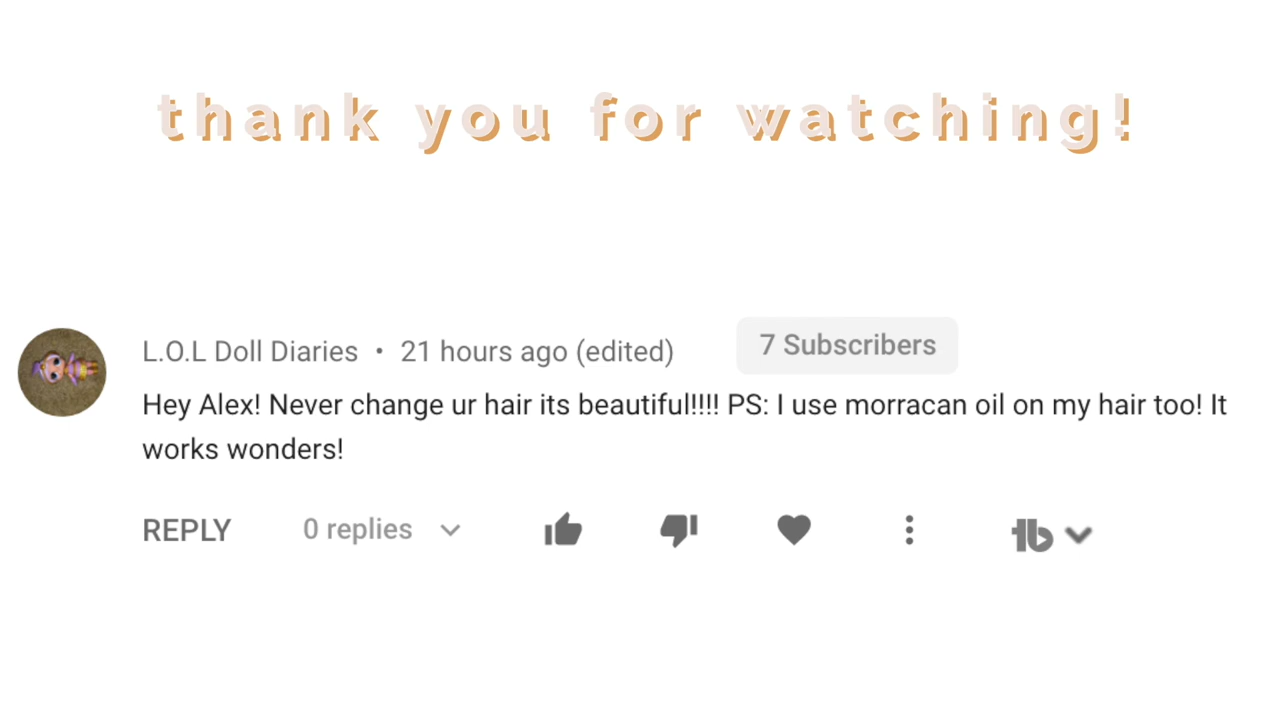 thank you for watching!
L.O.L Doll Diaries • 21 hours ago (edited)
7 Subscribers
Hey Alex! Never change ur hair its beautiful!!!! PS: I use morracan oil on my hair too! It
works wonders!
REPLY
0 replies
tb